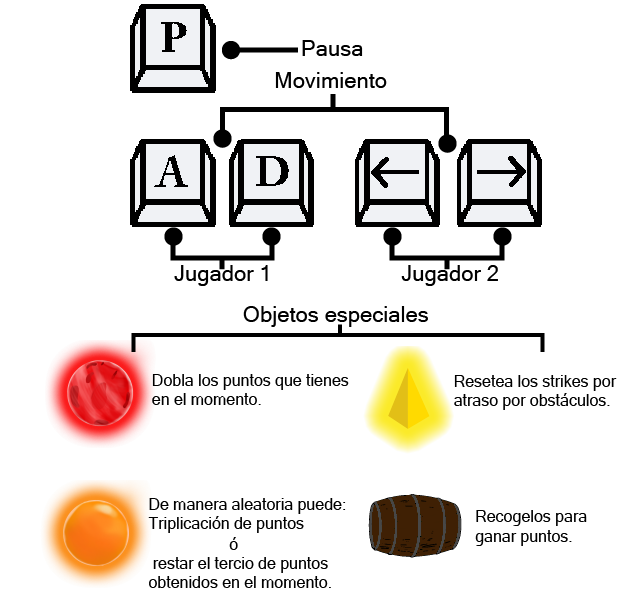 P
Pausa
Movimiento
A
D
← 
→
Jugador 1
Jugador 2
Objetos especiales
Dobla los puntos que tienes
en el momento.
Resetea los strikes por
atraso por obstáculos.
De manera aleatoria puede:
Triplicación de puntos
ó
restar el tercio de puntos
obtenidos en el momento.
Recogelos para
ganar puntos.